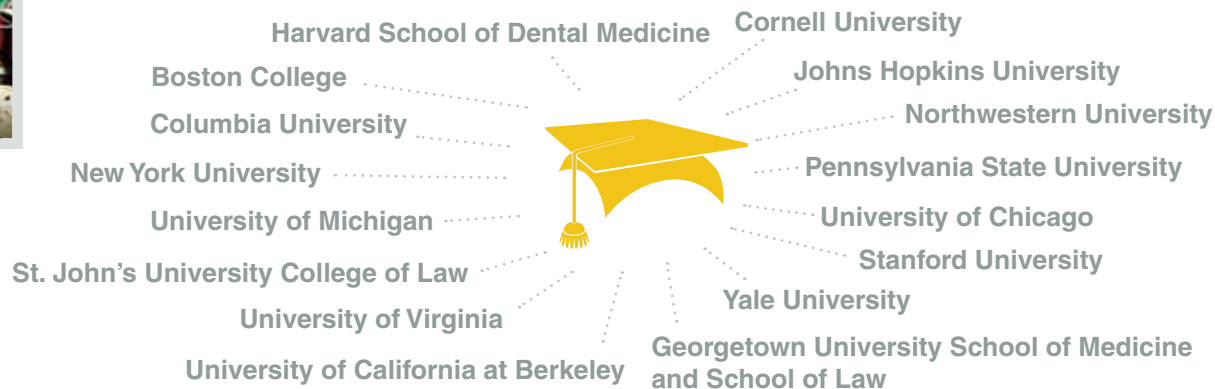 Harvard School of Dental Medicine
Cornell University
Boston College
Johns Hopkins University
Columbia University
Northwestern University
New York University
Pennsylvania State University
University of Michigan
University of Chicago
St. John’s University College of Law
Stanford University
University of Virginia
Yale University
University of California at Berkeley
Georgetown University School of Medicine
and School of Law